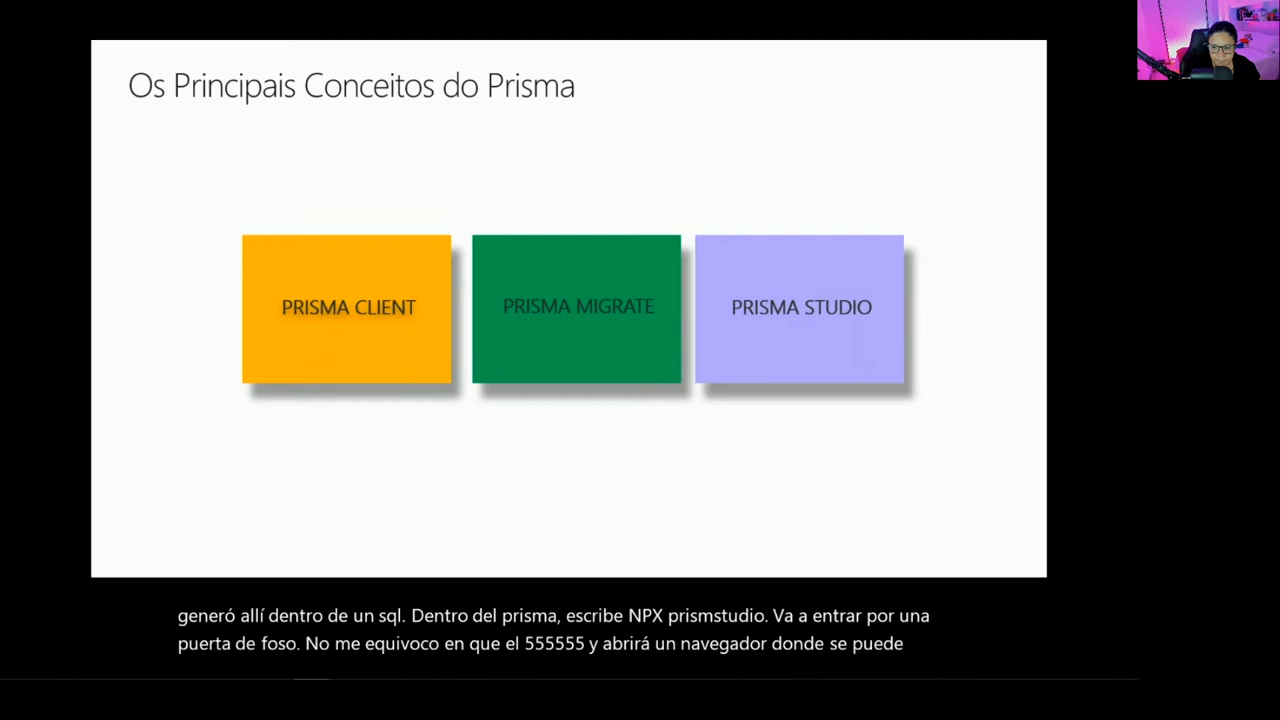 Os Principais Conceitos do Prisma
PRISMA CLIENT
PRISMA MIGRATE
PRISMA STUDIO
generó allí dentro de un sql. Dentro del prisma, escribe NPX prismstudio. Va a entrar por una
puerta de foso. No me equivoco en que el 555555 y abrirá un navegador donde se puede